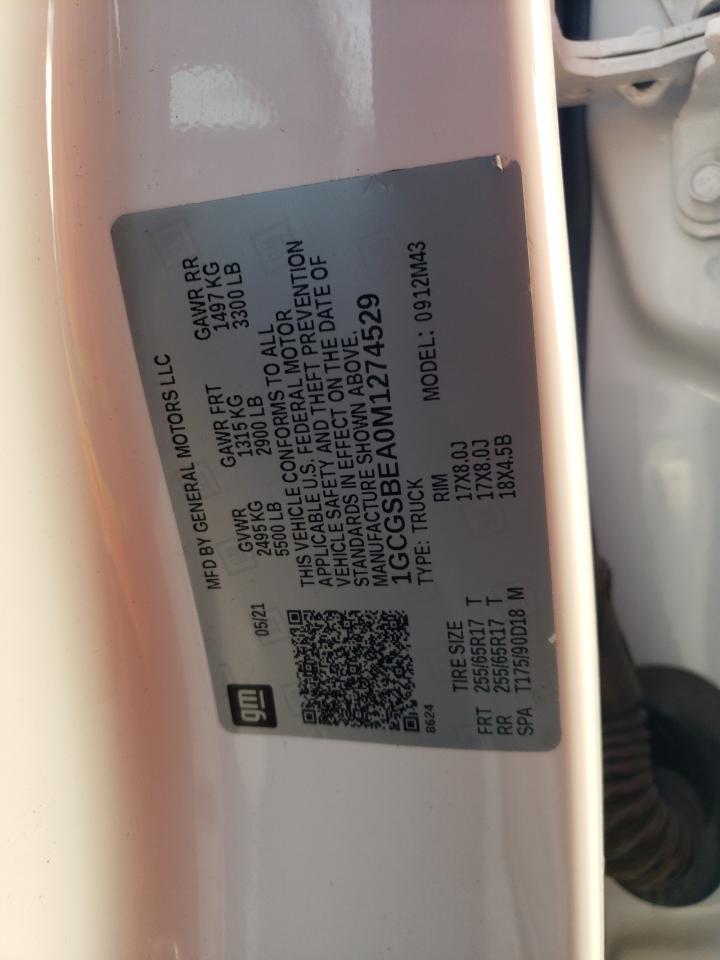 gm
05/21
MFD BY GENERAL MOTORS LLC
GVWR GAWR FRT GAWR RR
2495 KG 1315 KG 1497 KG
5500 LB 2900 LB 3300 LB
THIS VEHICLE CONFORMS TO ALL
APPLICABLE U.S. FEDERAL MOTOR
VEHICLE SAFETY AND THEFT PREVENTION
STANDARDS IN EFFECT ON THE DATE OF
MANUFACTURE SHOWN ABOVE.
1GCGSBEA0M1274529
TYPE: TRUCK MODEL: 0912M43
8624
TIRE SIZE RIM
FRT 255/65R17 T 17X8.0J
RR 255/65R17 T 17X8.0J
SPA T175/90D18 M 18X4.5B